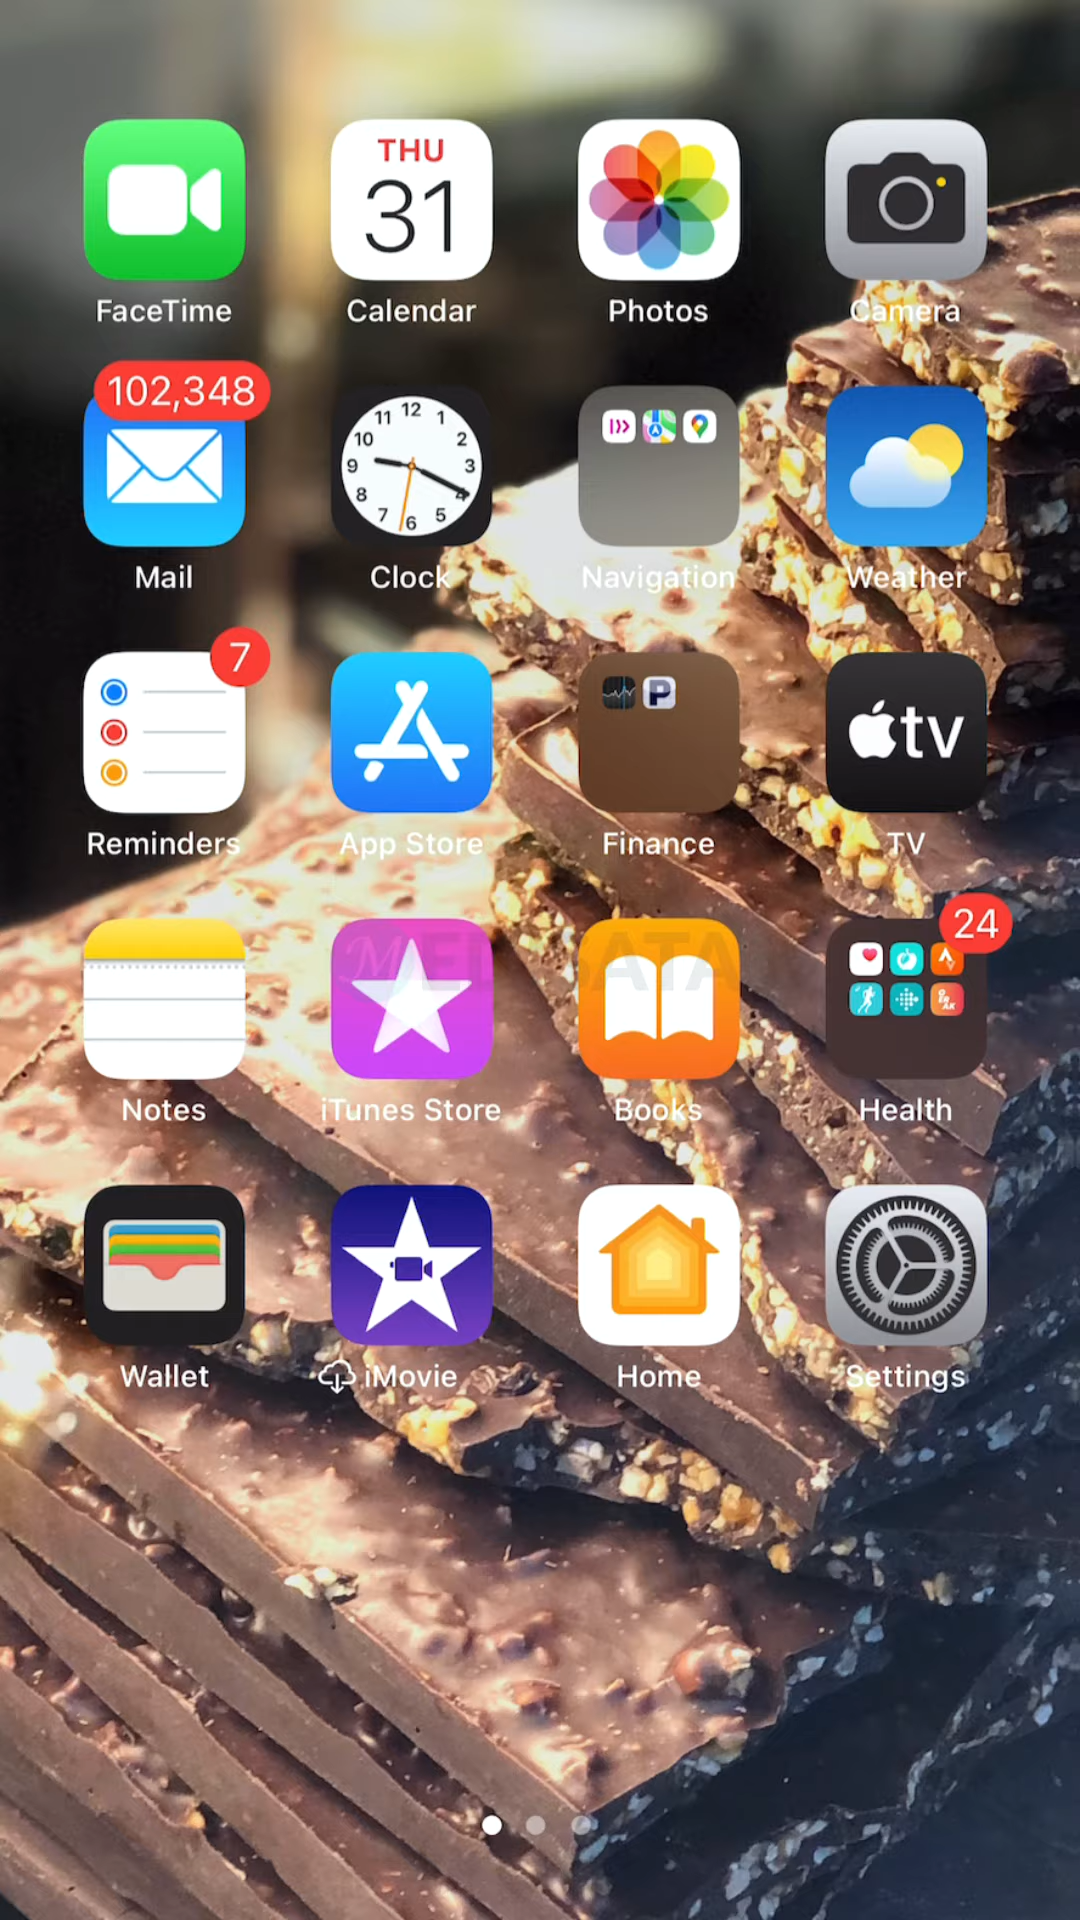 THU
31
FaceTime
Calendar
Photos
Camera
102,348
12
11
1
10
2
9
3
8
4
7
5
6
Mail
Clock
Navigation
Weather
7
P
tv
Reminders
App Store
Finance
TV
24
Notes
iTunes Store
Books
Health
Wallet
iMovie
Home
Settings